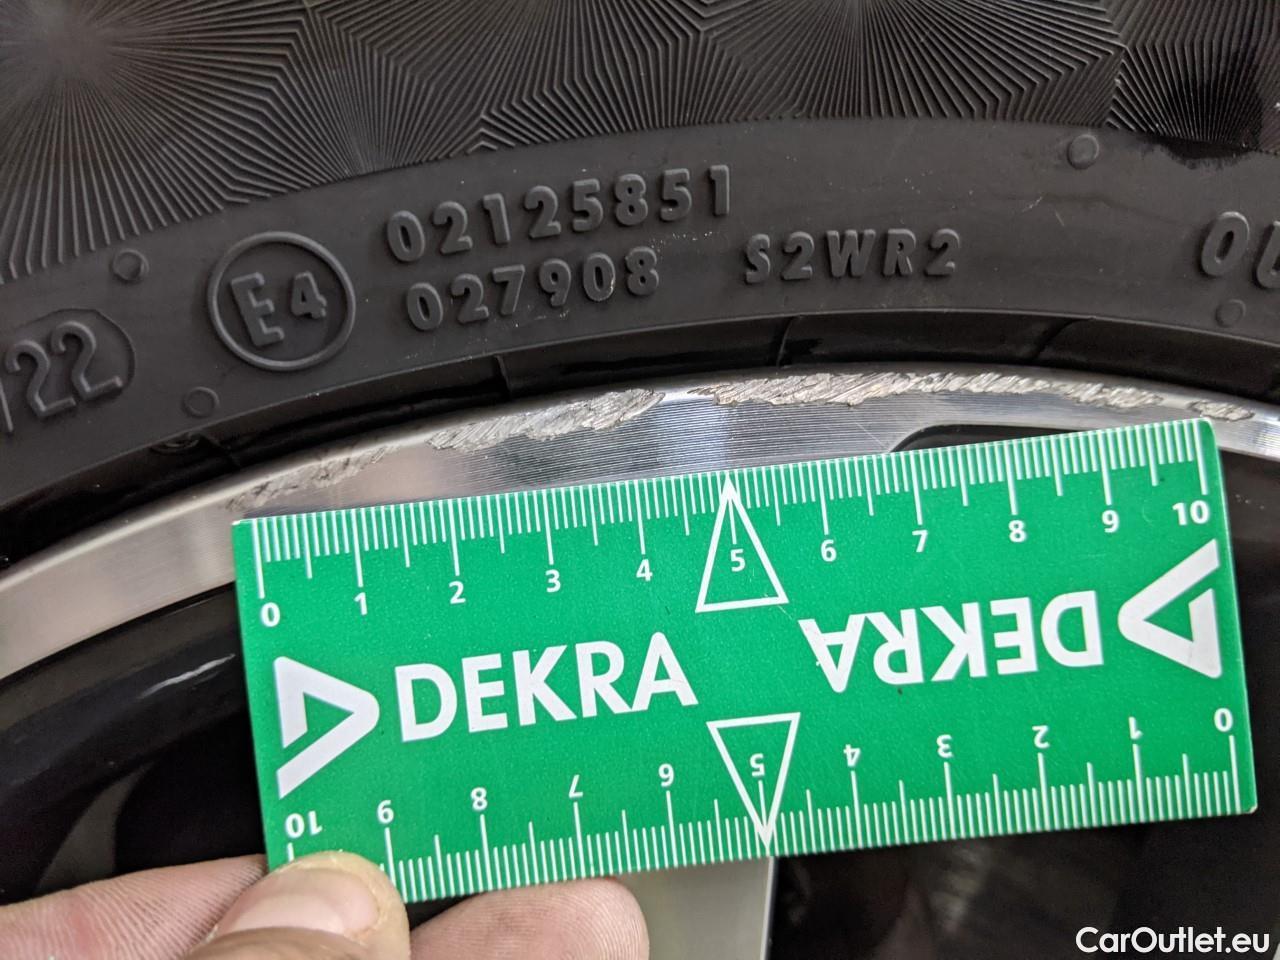 02125851
E4
027908
S2WR2
22
0 1 2 3 4 5 6 7 8 9 10
DEKRA
DEKRA
10 9 8 7 6 5 4 3 2 1 0
CarOutlet.eu